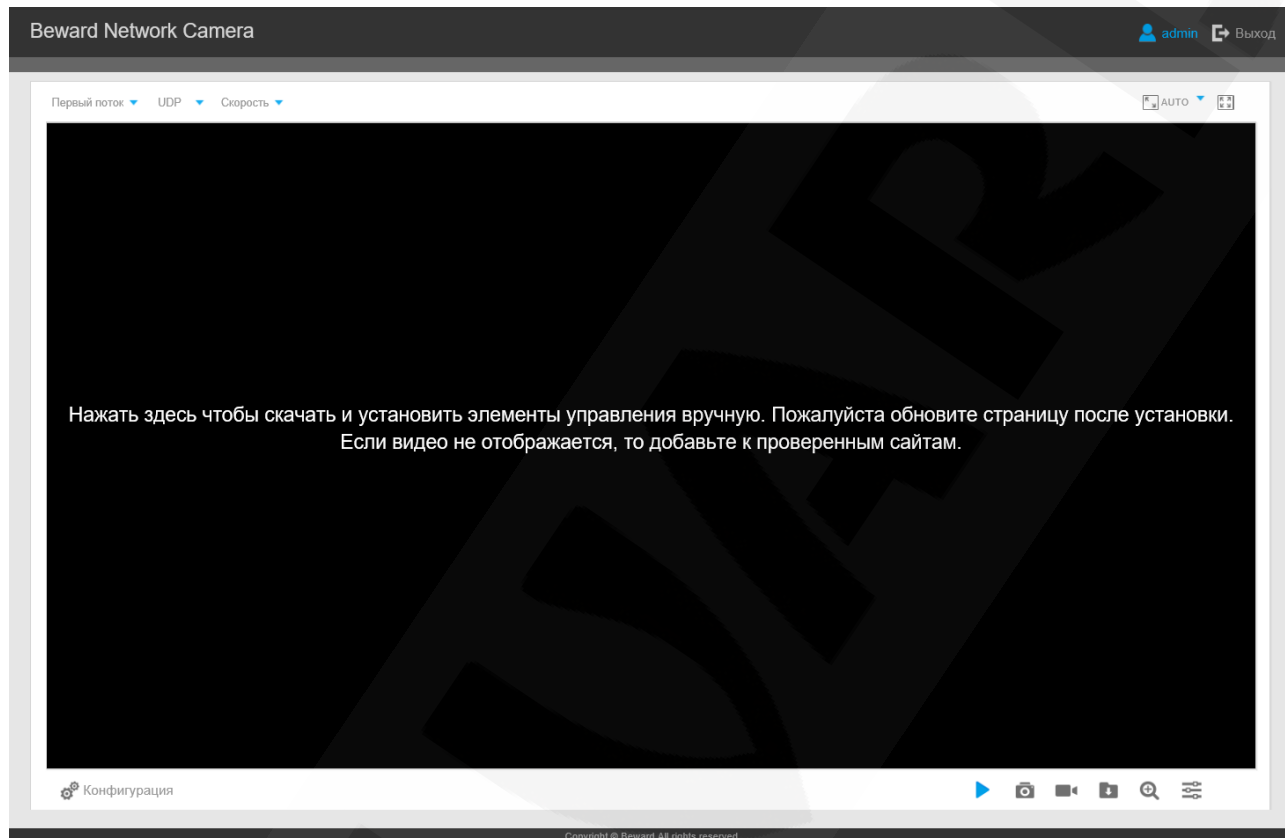 Beward Network Camera
admin Выход
Первый поток UDP Скорость
AUTO
Нажать здесь чтобы скачать и установить элементы управления вручную. Пожалуйста обновите страницу после установки.
Если видео не отображается, то добавьте к проверенным сайтам.
Конфигурация
Copyright © Beward All rights reserved